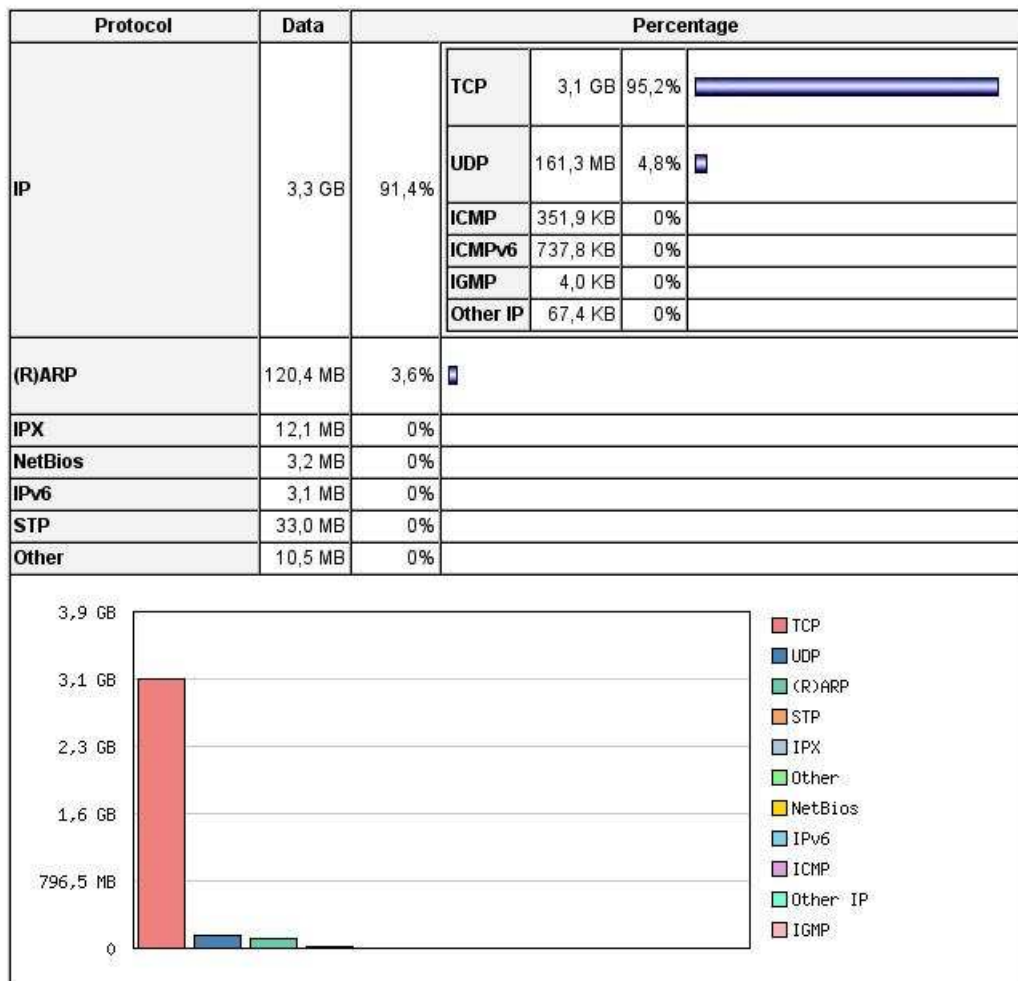 Protocol Data Percentage
IP 3,3 GB 91,4%
TCP 3,1 GB 95,2%
UDP 161,3 MB 4,8%
ICMP 351,9 KB 0%
ICMPv6 737,8 KB 0%
IGMP 4,0 KB 0%
Other IP 67,4 KB 0%
(R)ARP 120,4 MB 3,6%
IPX 12,1 MB 0%
NetBios 3,2 MB 0%
IPv6 3,1 MB 0%
STP 33,0 MB 0%
Other 10,5 MB 0%
3,9 GB
3,1 GB
2,3 GB
1,6 GB
796,5 MB
0
TCP
UDP
(R)ARP
STP
IPX
Other
NetBios
IPv6
ICMP
Other IP
IGMP